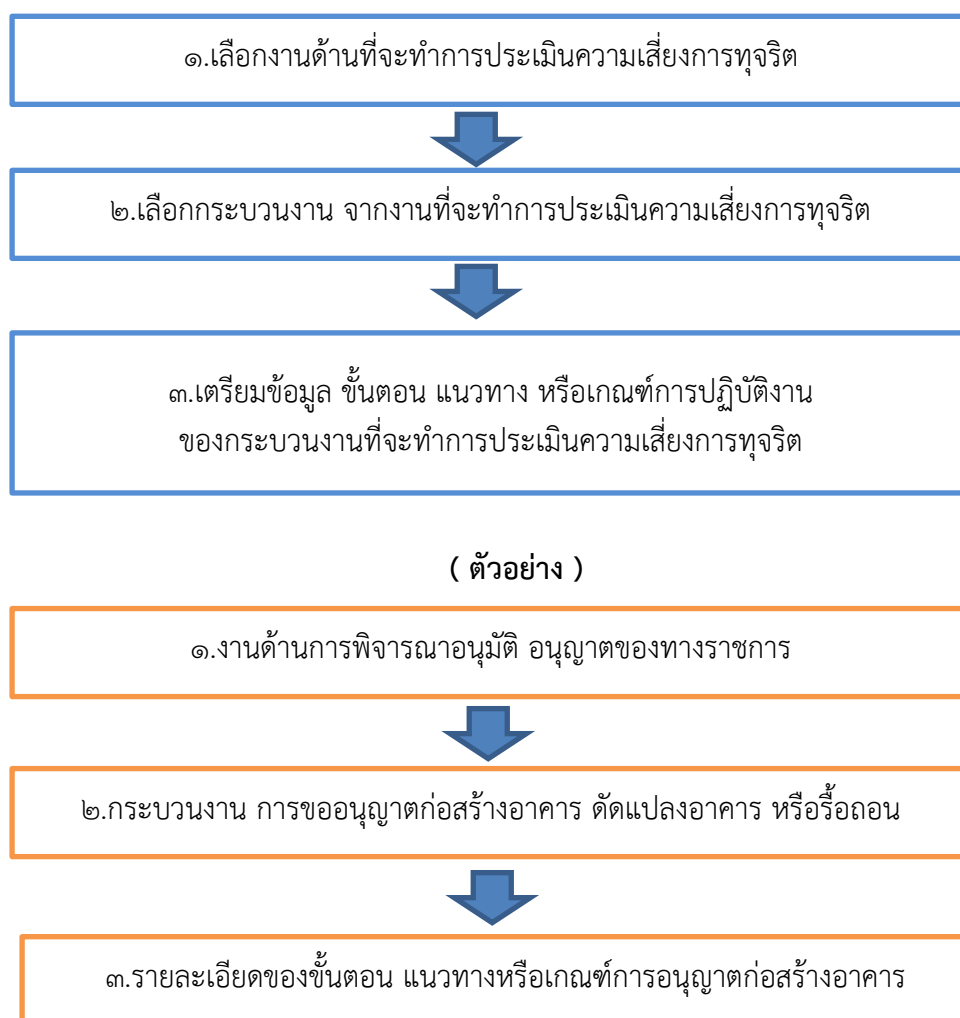 ๑.เลือกงานด้านที่จะทำการประเมินความเสี่ยงการทุจริต
๒.เลือกกระบวนงาน จากงานที่จะทำการประเมินความเสี่ยงการทุจริต
๓.เตรียมข้อมูล ขั้นตอน แนวทาง หรือเกณฑ์การปฏิบัติงาน
ของกระบวนงานที่จะทำการประเมินความเสี่ยงการทุจริต
( ตัวอย่าง )
๑.งานด้านการพิจารณาอนุมัติ อนุญาตของทางราชการ
๒.กระบวนงาน การขออนุญาตก่อสร้างอาคาร ดัดแปลงอาคาร หรือรื้อถอน
๓.รายละเอียดของขั้นตอน แนวทางหรือเกณฑ์การอนุญาตก่อสร้างอาคาร